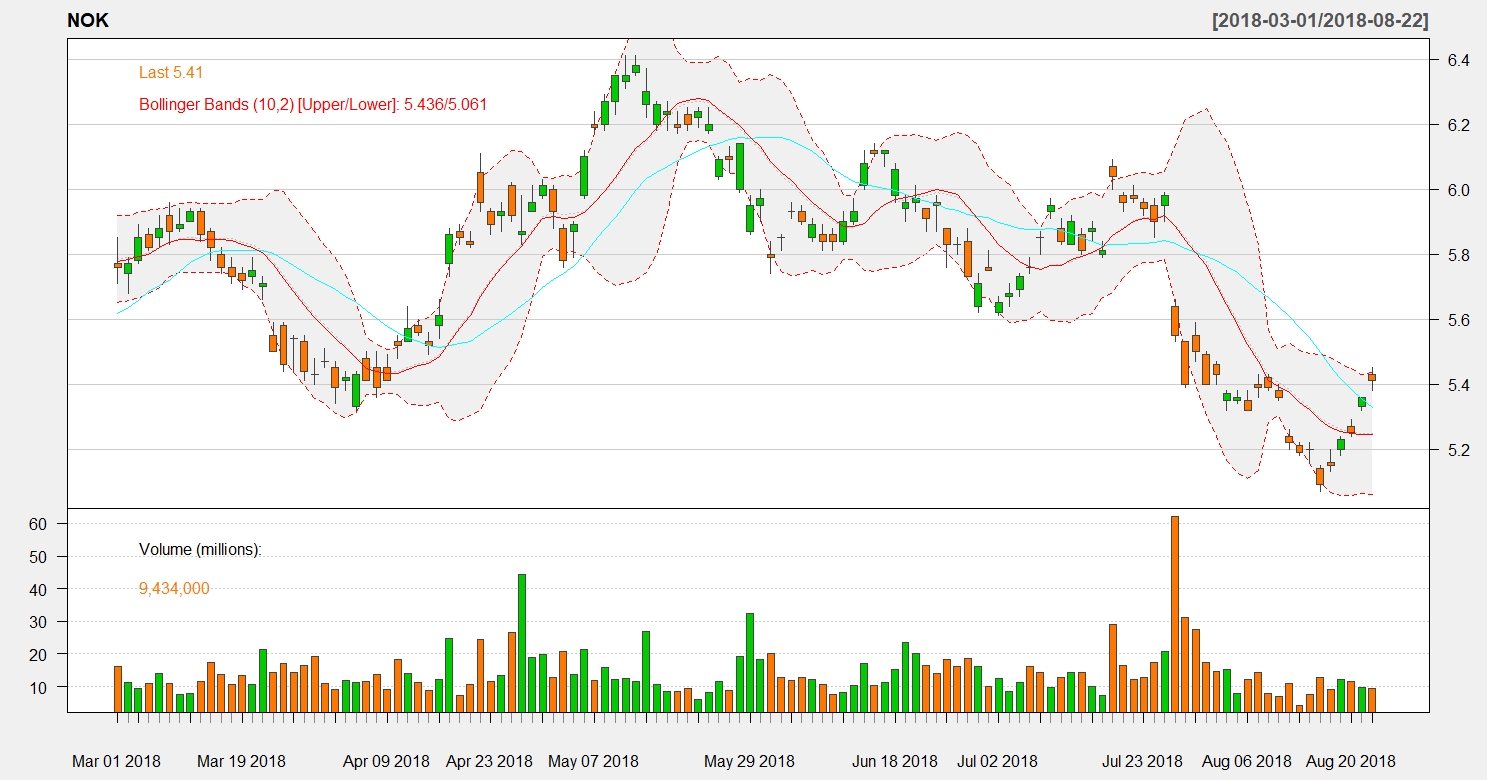 NOK [2018-03-01/2018-08-22]
Last 5.41
Bollinger Bands (10,2) [Upper/Lower]: 5.436/5.061
6.4
6.2
6.0
5.8
5.6
5.4
5.2
Volume (millions):
9,434,000
60
50
40
30
20
10
Mar 01 2018 Mar 19 2018 Apr 09 2018 Apr 23 2018 May 07 2018 May 29 2018 Jun 18 2018 Jul 02 2018 Jul 23 2018 Aug 06 2018 Aug 20 2018